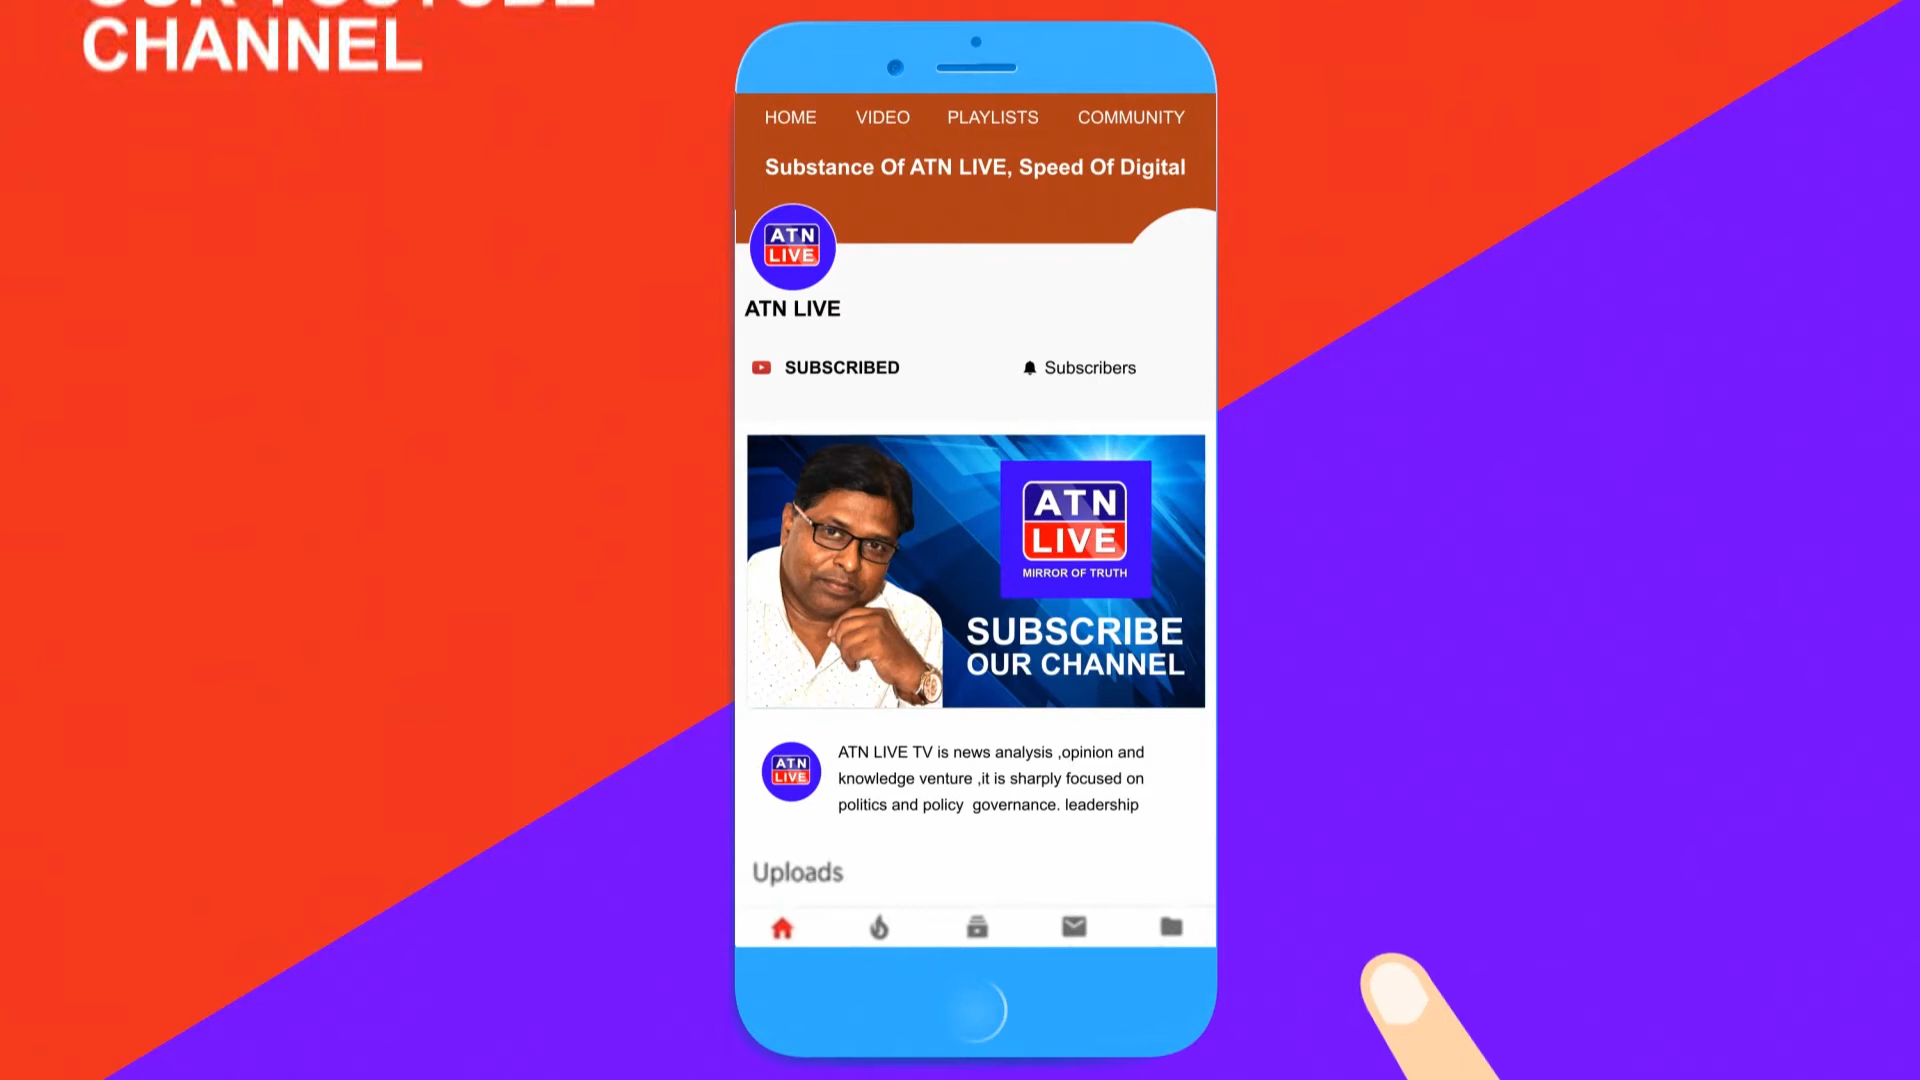 OUR YOUTUBE
CHANNEL
HOME VIDEO PLAYLISTS COMMUNITY
Substance Of ATN LIVE, Speed Of Digital
ATN
LIVE
ATN LIVE
SUBSCRIBED
Subscribers
ATN
LIVE
MIRROR OF TRUTH
SUBSCRIBE
OUR CHANNEL
ATN
LIVE
ATN LIVE TV is news analysis ,opinion and
knowledge venture ,it is sharply focused on
politics and policy  governance. leadership
Uploads